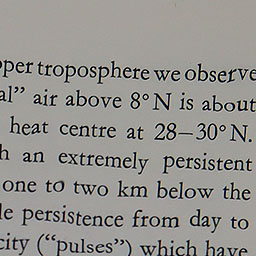 pper troposphere we observe
al” air above 8° N is about
heat centre at 28–30° N.
h an extremely persistent
one to two km below the
le persistence from day to
city (“pulses”) which have